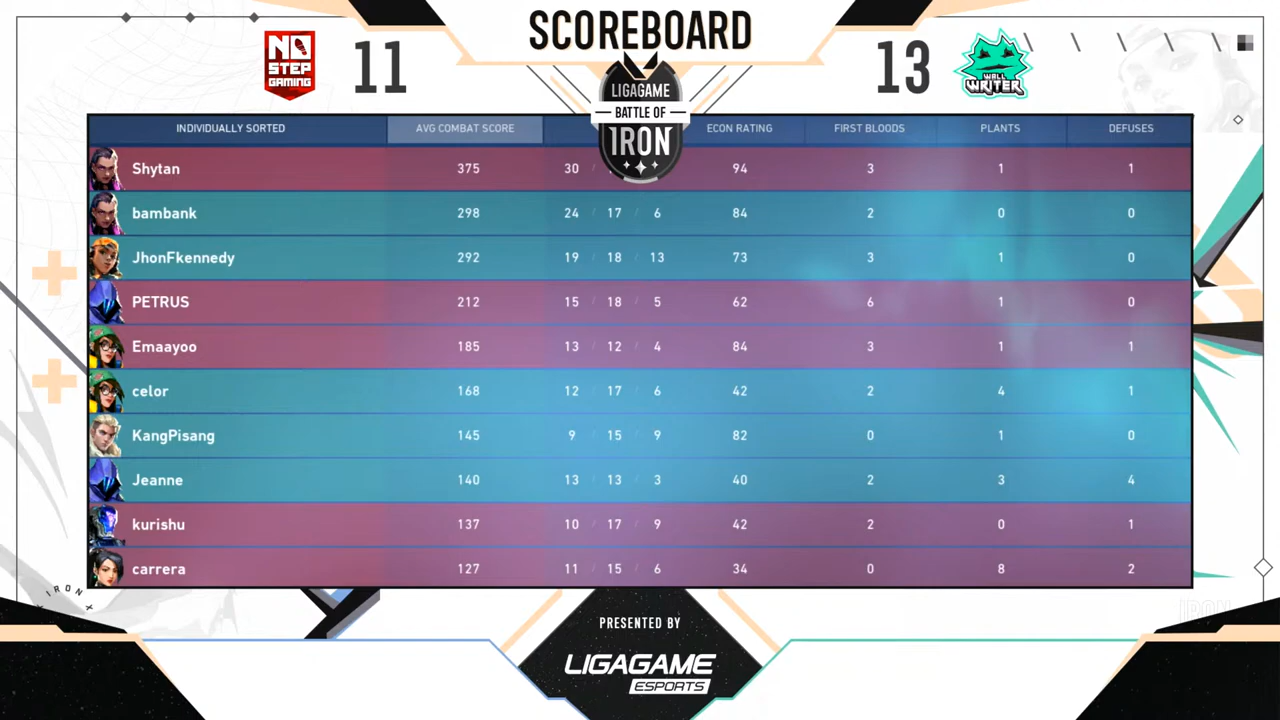 SCOREBOARD
NO STEP GAMING
11
13
WALL WRITER
LIGAGAME
BATTLE OF
IRON
INDIVIDUALLY SORTED AVG COMBAT SCORE ECON RATING FIRST BLOODS PLANTS DEFUSES
Shytan 375 30 / 94 3 1 1
bambank 298 24 / 17 / 6 84 2 0 0
JhonFkennedy 292 19 / 18 / 13 73 3 1 0
PETRUS 212 15 / 18 / 5 62 6 1 0
Emaayoo 185 13 / 12 / 4 84 3 1 1
celor 168 12 / 17 / 6 42 2 4 1
KangPisang 145 9 / 15 / 9 82 0 1 0
Jeanne 140 13 / 13 / 3 40 2 3 4
kurishu 137 10 / 17 / 9 42 2 0 1
carrera 127 11 / 15 / 6 34 0 8 2
IRON
IRON
PRESENTED BY
LIGAGAME
ESPORTS